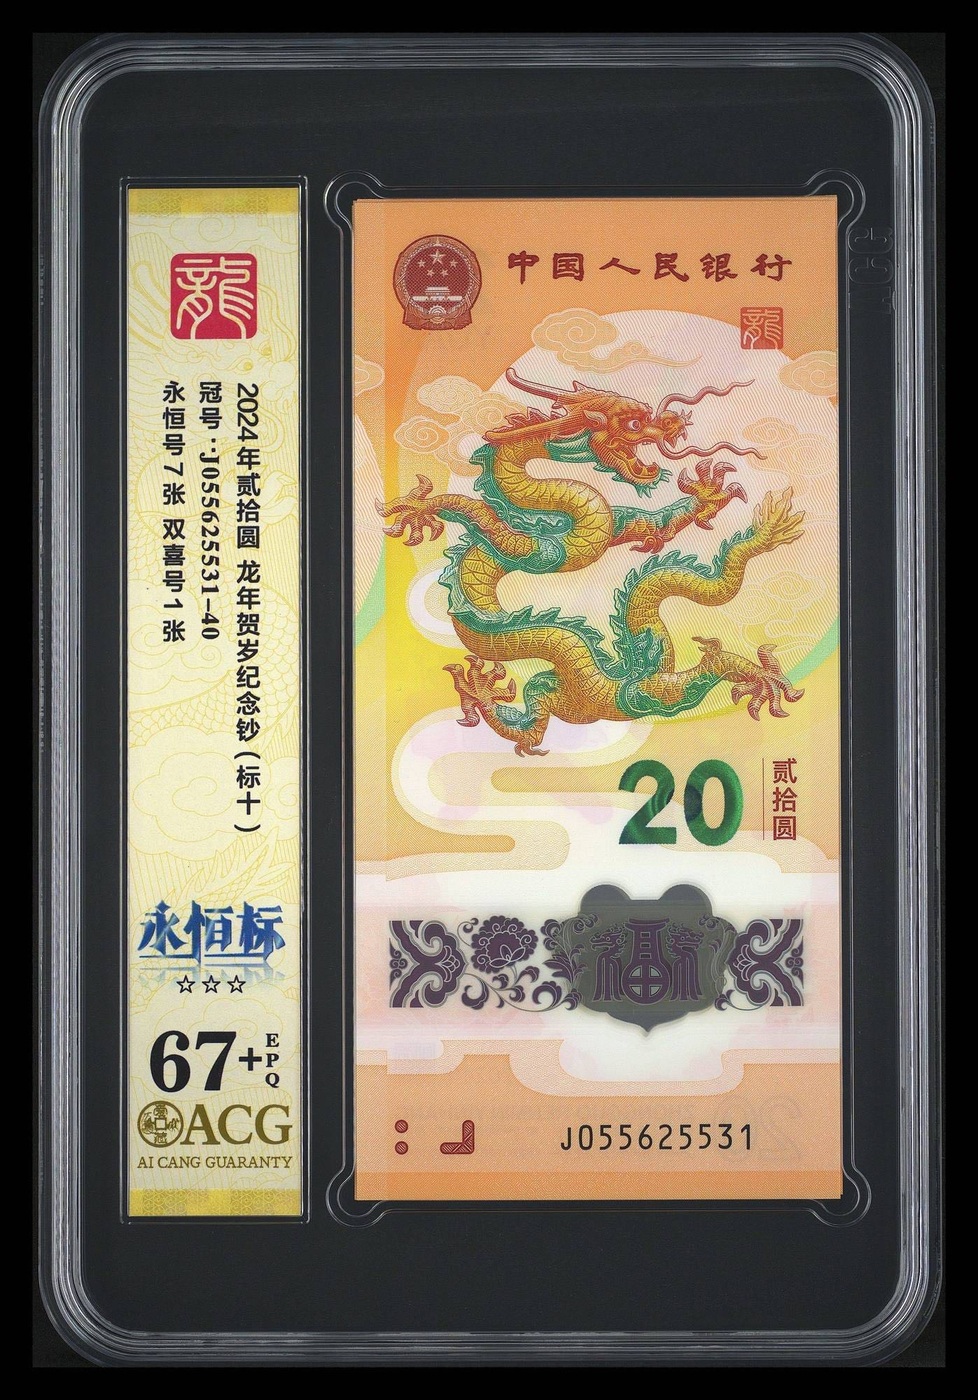 龍
2024年贰拾圆 龙年贺岁纪念钞(标十)
冠号:J055625531-40
永恒号7张 双喜号1张
永恒标
☆☆☆
67+EPQ
ACG
AI CANG GUARANTY
中国人民银行
龍
20
贰拾圆
福
J055625531